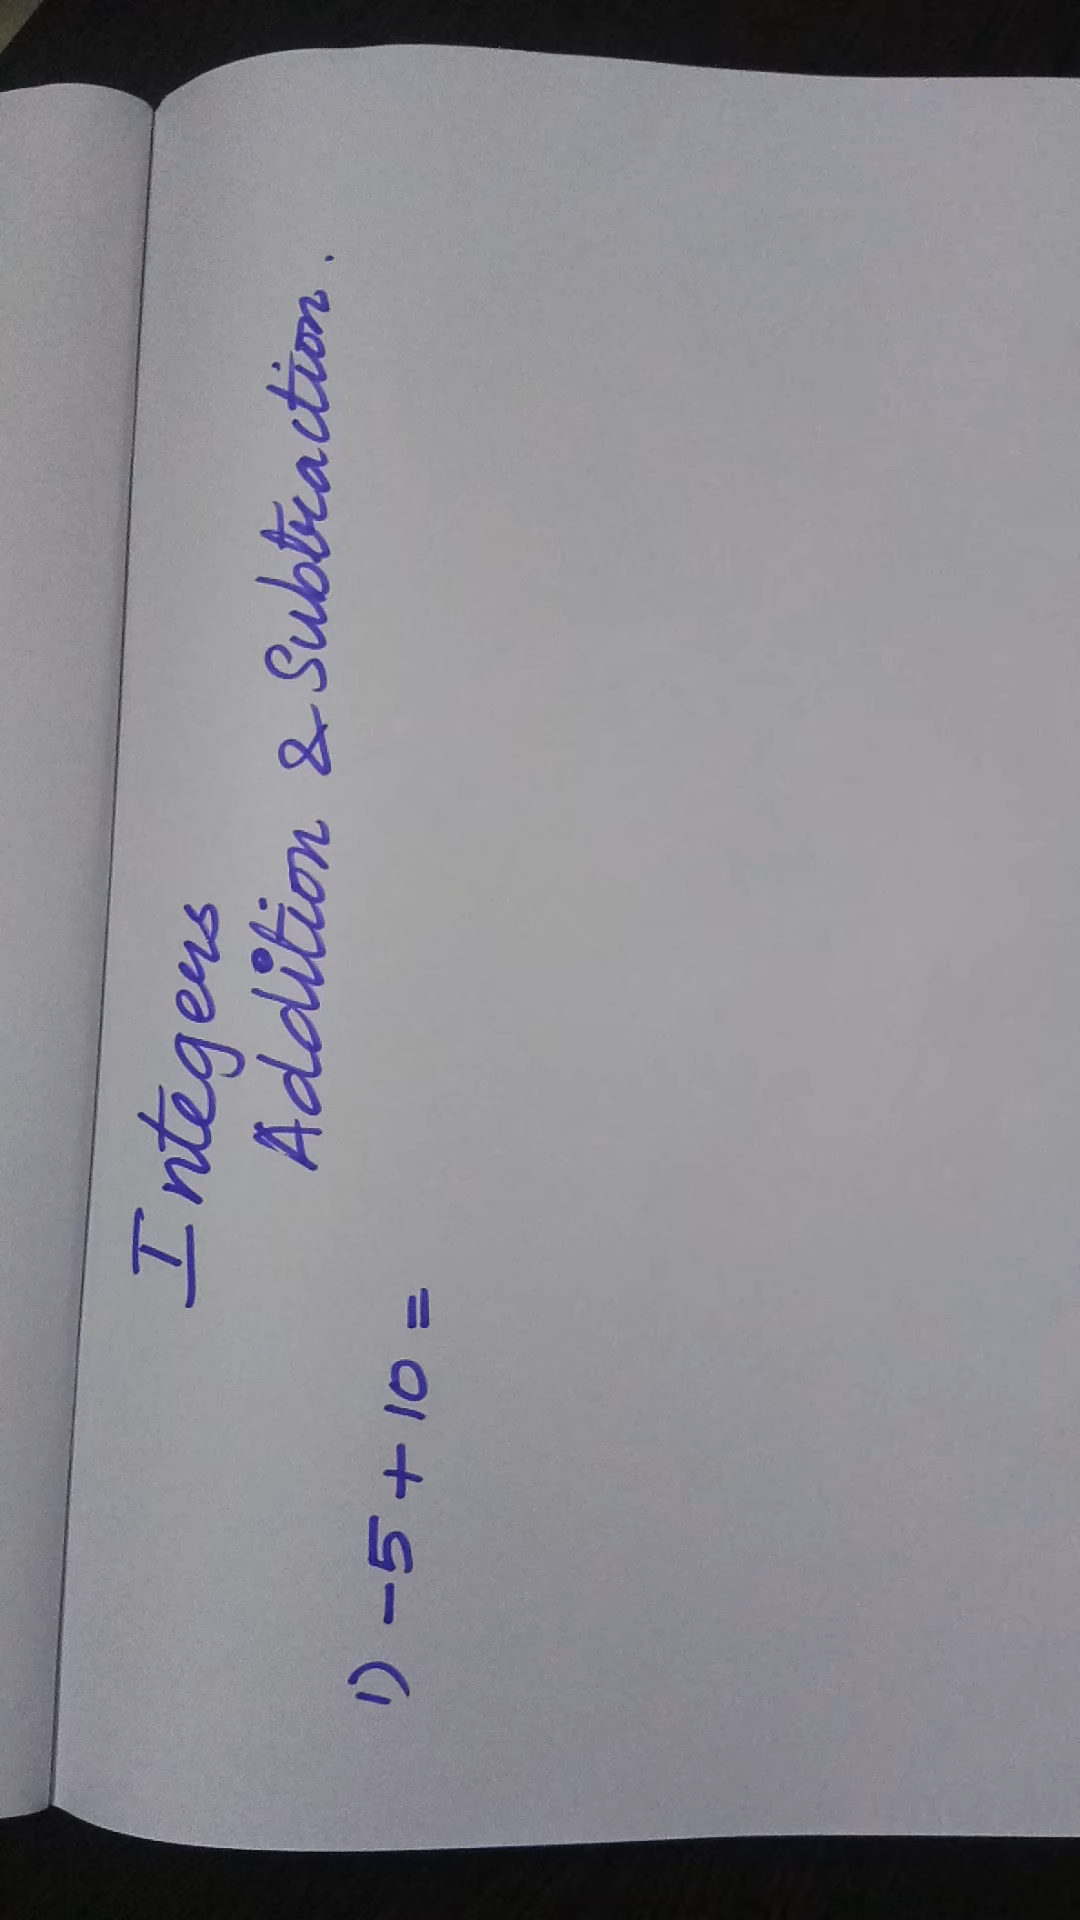 Integers
Addition & Subtraction.
1) -5 + 10 =